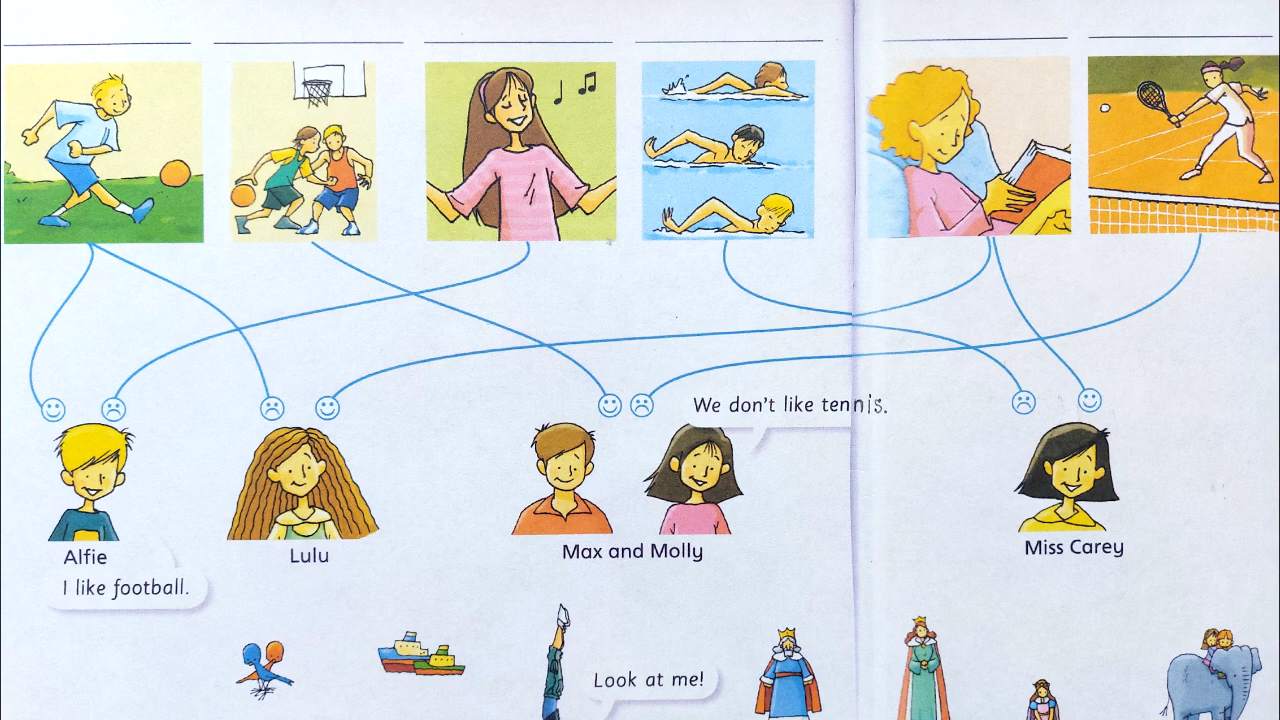 We don't like tennis.
Alfie
Lulu
Max and Molly
Miss Carey
I like football.
Look at me!